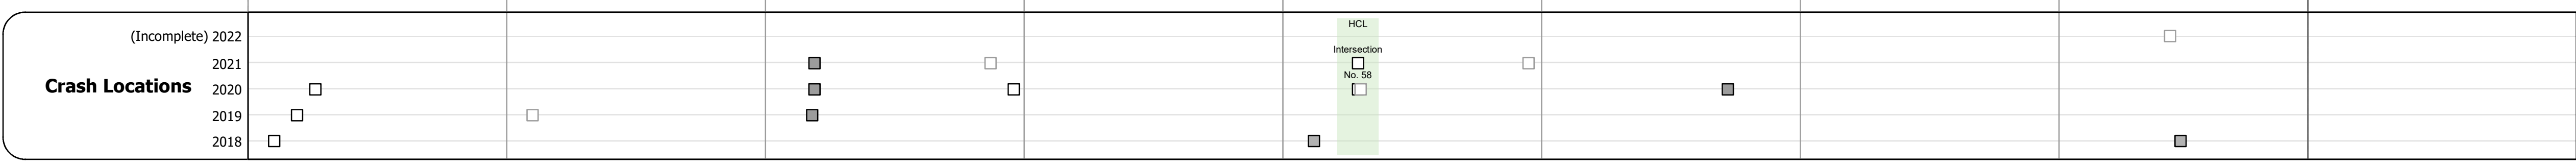 HCL
(Incomplete) 2022
Intersection
2021
No. 58
Crash Locations
2020
2019
2018